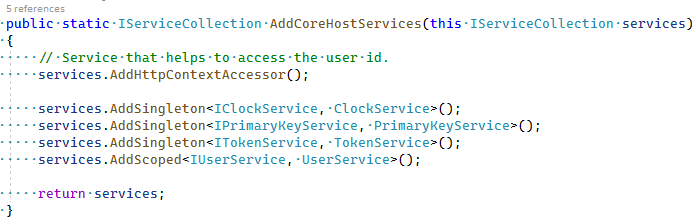 5 references
public static IServiceCollection AddCoreHostServices(this IServiceCollection services)
{
// Service that helps to access the user id.
services.AddHttpContextAccessor();
services.AddSingleton<IClockService, ClockService>();
services.AddSingleton<IPrimaryKeyService, PrimaryKeyService>();
services.AddSingleton<ITokenService, TokenService>();
services.AddScoped<IUserService, UserService>();
return services;
}